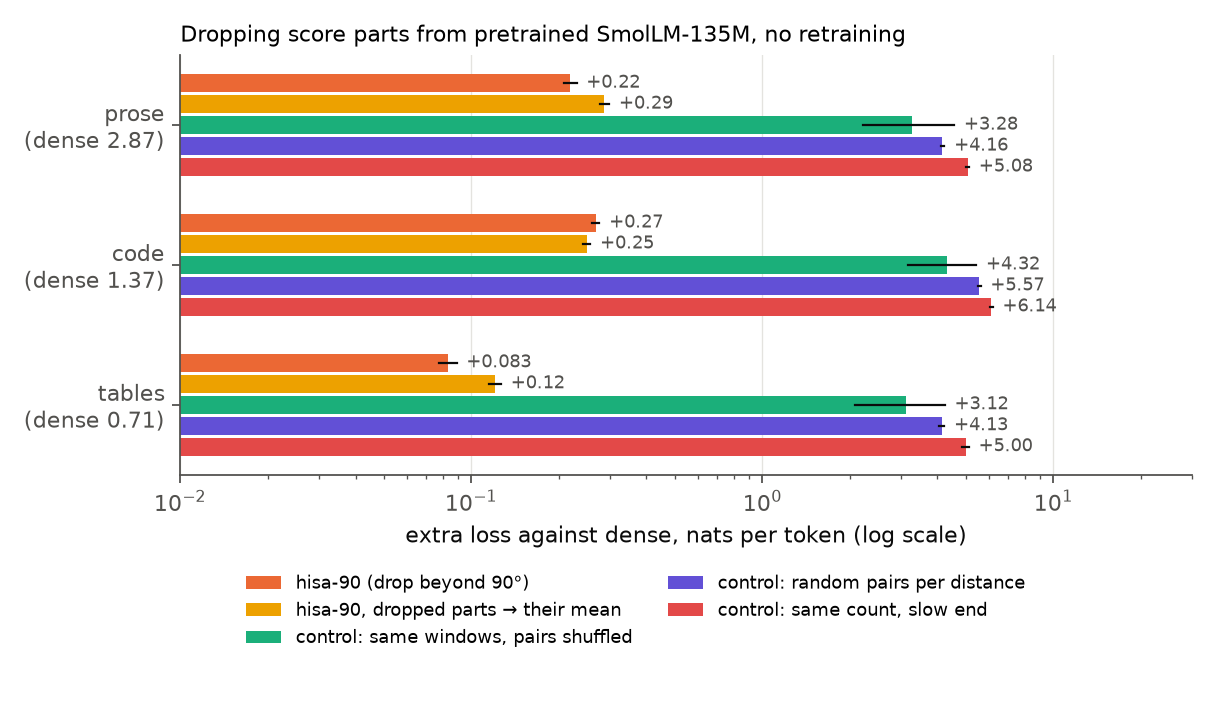 Dropping score parts from pretrained SmolLM-135M, no retraining
prose
(dense 2.87)
+0.22
+0.29
+3.28
+4.16
+5.08
code
(dense 1.37)
+0.27
+0.25
+4.32
+5.57
+6.14
tables
(dense 0.71)
+0.083
+0.12
+3.12
+4.13
+5.00
10⁻² 10⁻¹ 10⁰ 10¹
extra loss against dense, nats per token (log scale)
hisa-90 (drop beyond 90°)
hisa-90, dropped parts → their mean
control: same windows, pairs shuffled
control: random pairs per distance
control: same count, slow end